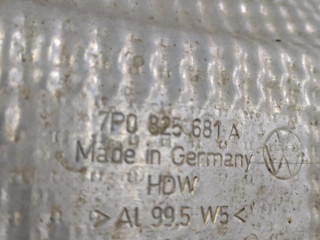 7P0 825 681 A
Made in Germany
HDW
>AL 99.5 W5<